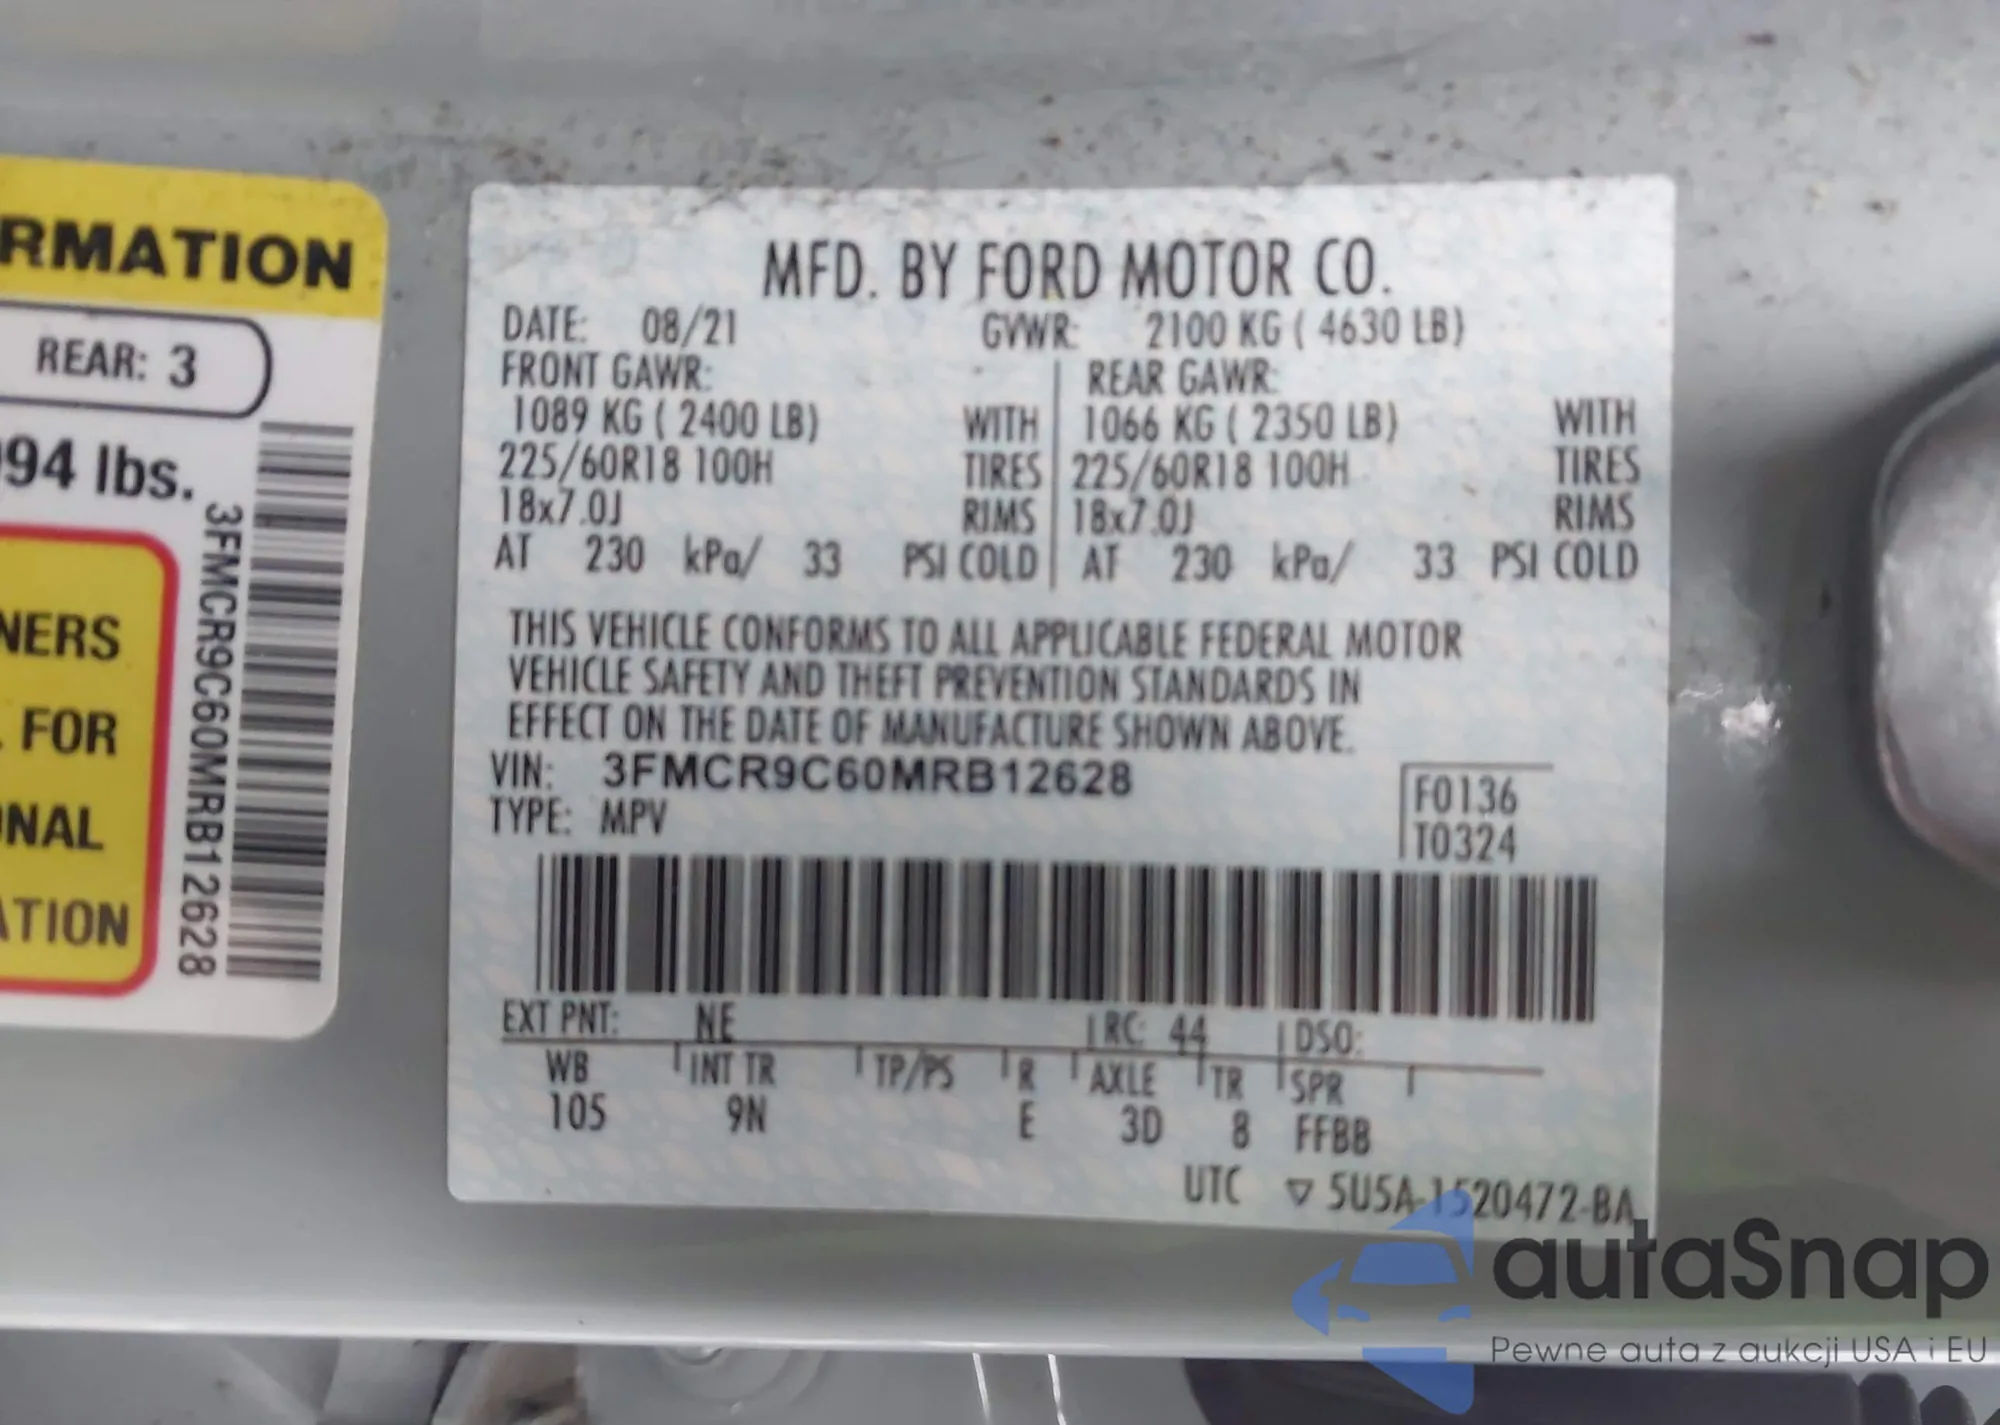 RMATION
REAR: 3
94 lbs.
NERS
FOR
NAL
ATION
3FMCR9C60MRB12628
MFD. BY FORD MOTOR CO.
DATE: 08/21 GVWR: 2100 KG ( 4630 LB)
FRONT GAWR: REAR GAWR:
1089 KG ( 2400 LB) WITH 1066 KG ( 2350 LB) WITH
225/60R18 100H TIRES 225/60R18 100H TIRES
18x7.0J RIMS 18x7.0J RIMS
AT 230 kPa/ 33 PSI COLD AT 230 kPa/ 33 PSI COLD
THIS VEHICLE CONFORMS TO ALL APPLICABLE FEDERAL MOTOR
VEHICLE SAFETY AND THEFT PREVENTION STANDARDS IN
EFFECT ON THE DATE OF MANUFACTURE SHOWN ABOVE.
VIN: 3FMCR9C60MRB12628
TYPE: MPV
F0136
T0324
EXT PNT: NE RC: 44 DSO:
WB INT TR TP/PS R AXLE TR SPR
105 9N E 3D 8 FFBB
UTC ▽ 5U5A-1520472-BA
autaSnap
Pewne auta z aukcji USA i EU